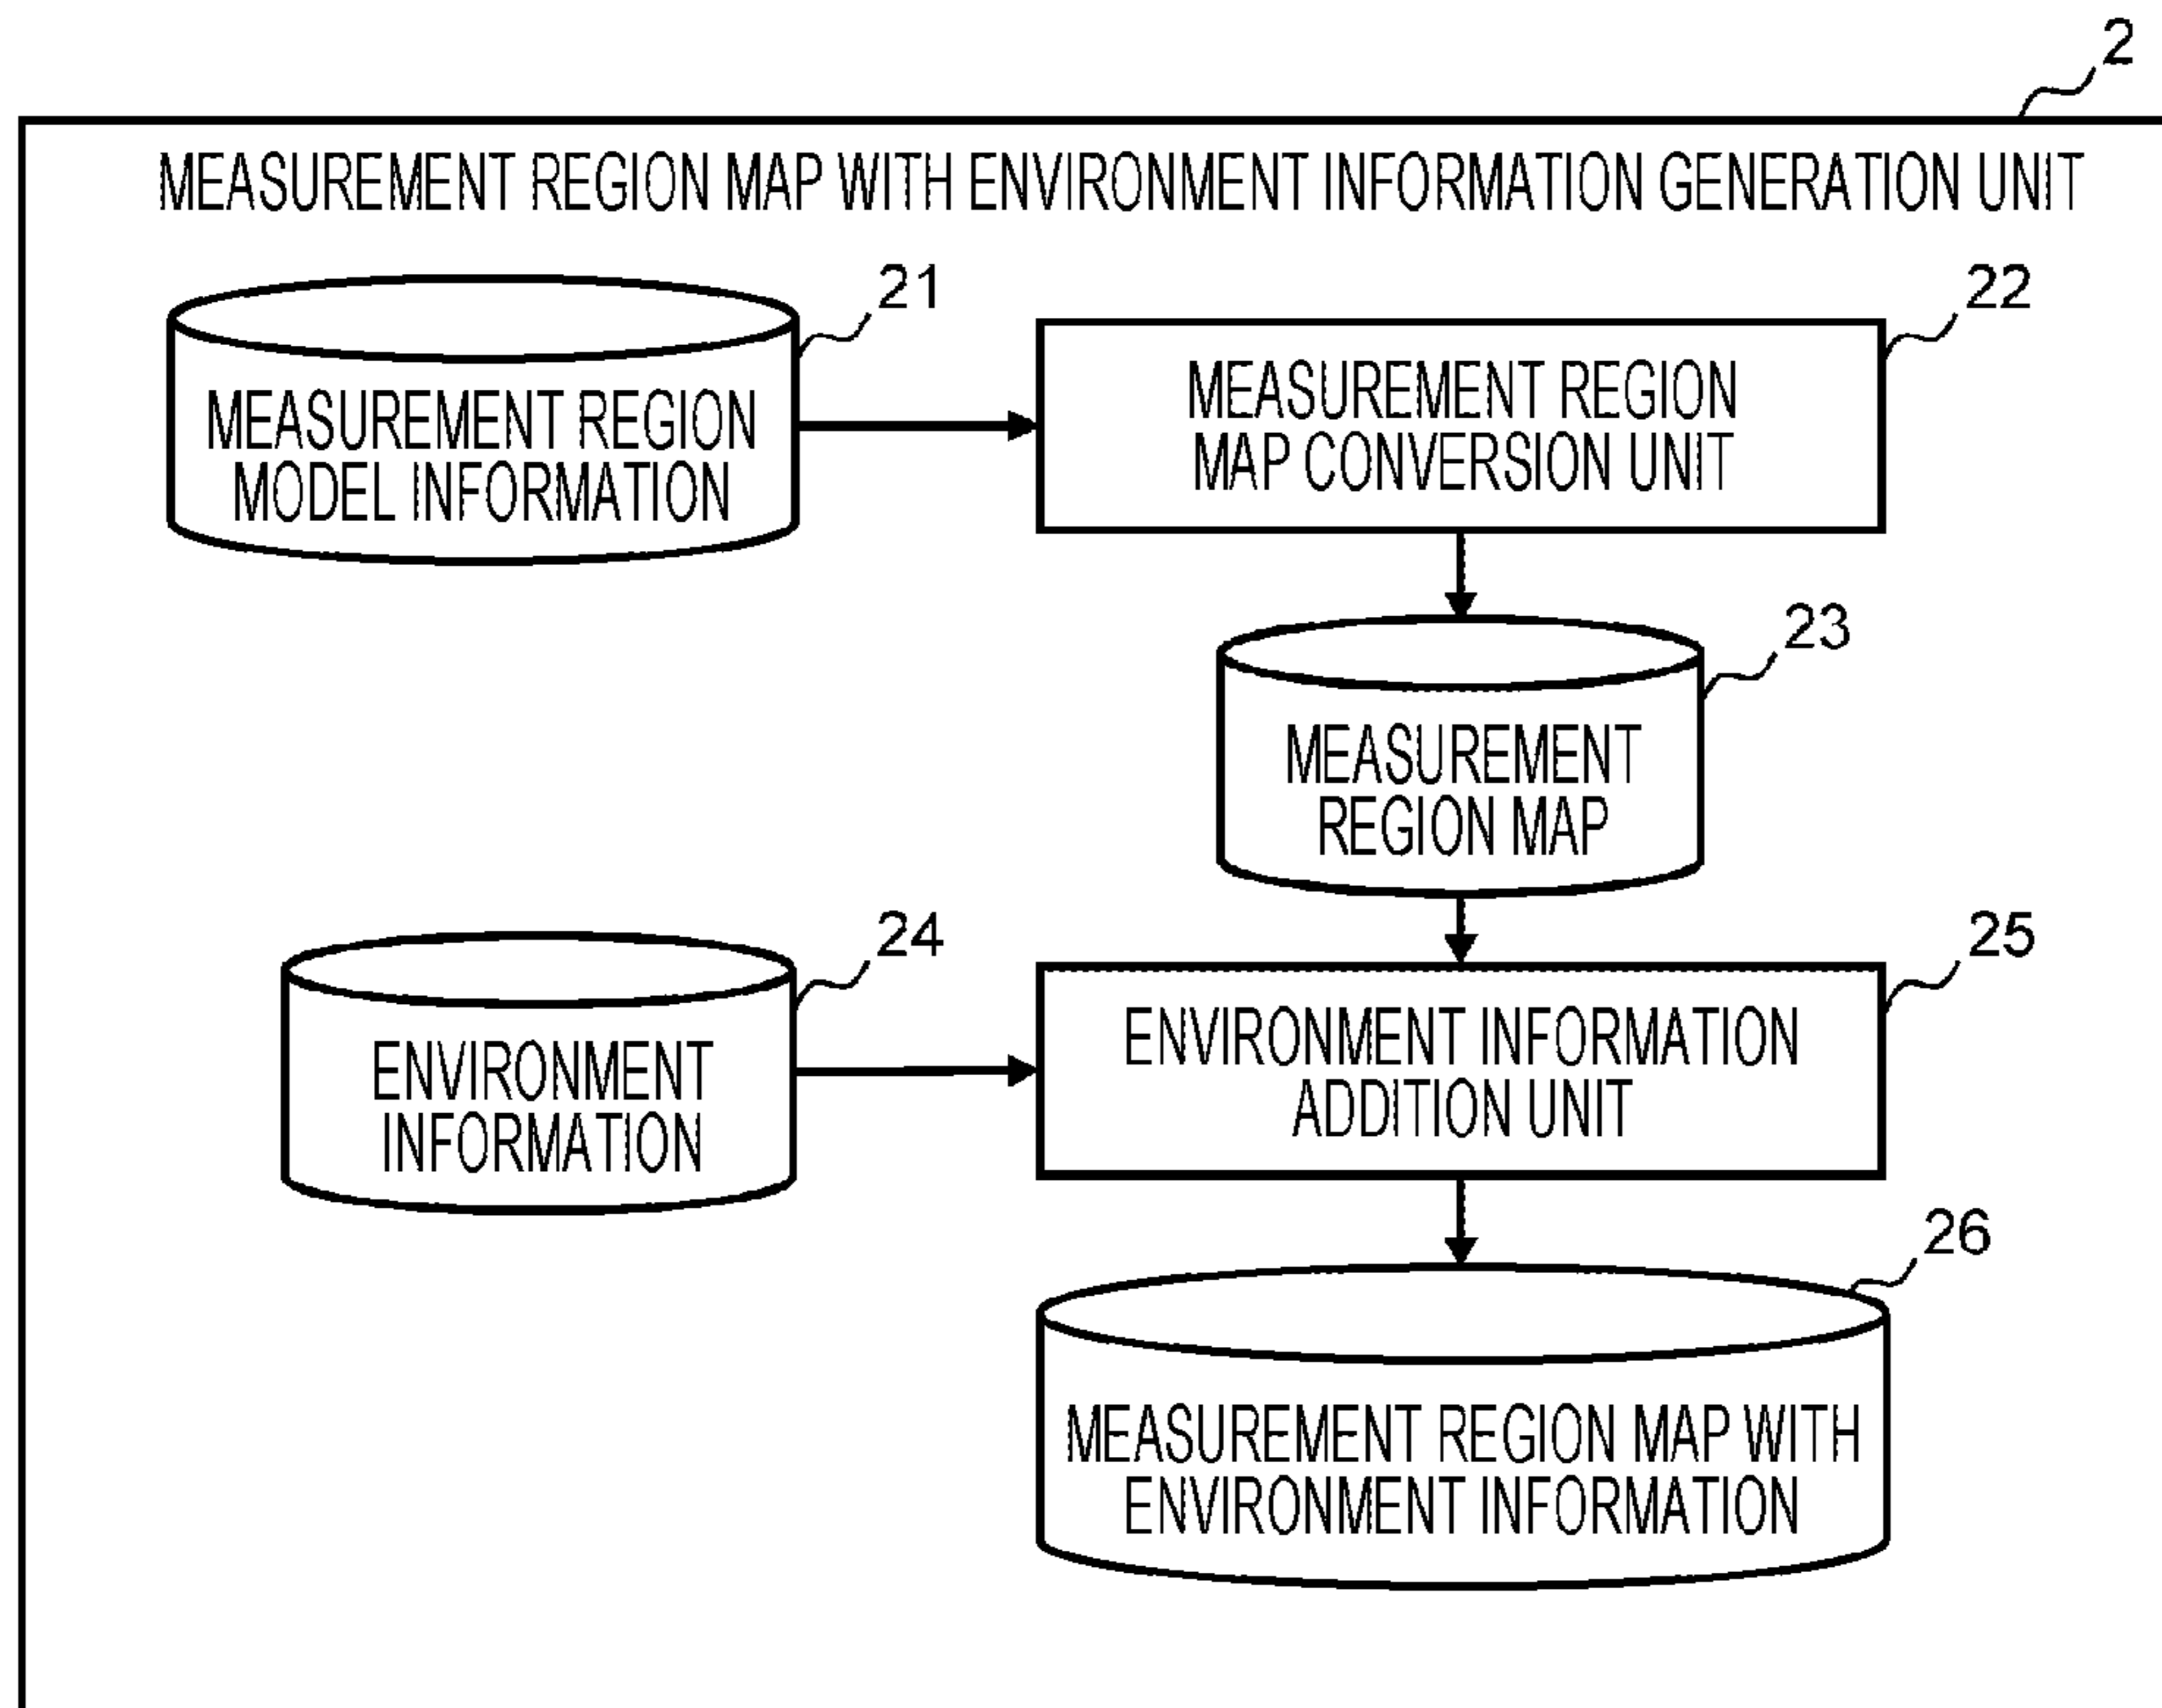 2
MEASUREMENT REGION MAP WITH ENVIRONMENT INFORMATION GENERATION UNIT
21
MEASUREMENT REGION
MODEL INFORMATION
22
MEASUREMENT REGION
MAP CONVERSION UNIT
23
MEASUREMENT
REGION MAP
24
ENVIRONMENT
INFORMATION
25
ENVIRONMENT INFORMATION
ADDITION UNIT
26
MEASUREMENT REGION MAP WITH
ENVIRONMENT INFORMATION